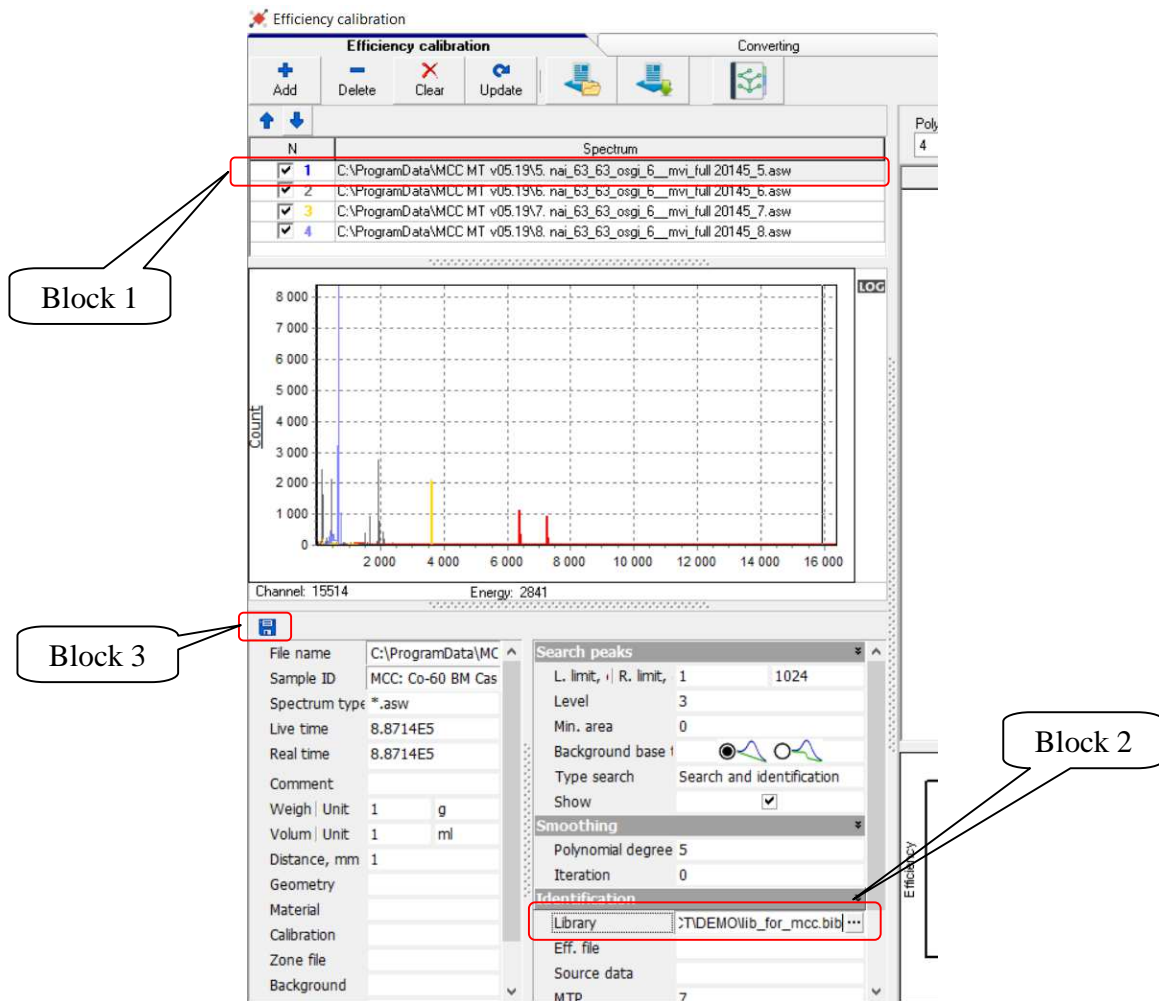 Efficiency calibration
Efficiency calibration Converting
Add Delete Clear Update
Poly
4
N Spectrum
1 C:\ProgramData\MCC MT v05.19\5. nai_63_63_osgi_6__mvi_full 20145_5.asw
2 C:\ProgramData\MCC MT v05.19\6. nai_63_63_osgi_6__mvi_full 20145_6.asw
3 C:\ProgramData\MCC MT v05.19\7. nai_63_63_osgi_6__mvi_full 20145_7.asw
4 C:\ProgramData\MCC MT v05.19\8. nai_63_63_osgi_6__mvi_full 20145_8.asw
Block 1
LOG
8 000
7 000
6 000
5 000
4 000
3 000
2 000
1 000
0
Count
2 000 4 000 6 000 8 000 10 000 12 000 14 000 16 000
Channel: 15514 Energy: 2841
Block 3
File name C:\ProgramData\MC
Sample ID MCC: Co-60 BM Cas
Spectrum type *.asw
Live time 8.8714E5
Real time 8.8714E5
Comment
Weigh Unit 1 g
Volum Unit 1 ml
Distance, mm 1
Geometry
Material
Calibration
Zone file
Background
Search peaks
L. limit, R. limit, 1 1024
Level 3
Min. area 0
Background base
Type search Search and identification
Show
Smoothing
Polynomial degree 5
Iteration 0
Identification
Library CT\DEMO\lib_for_mcc.bib ...
Eff. file
Source data
MTP 7
Block 2
Efficiency